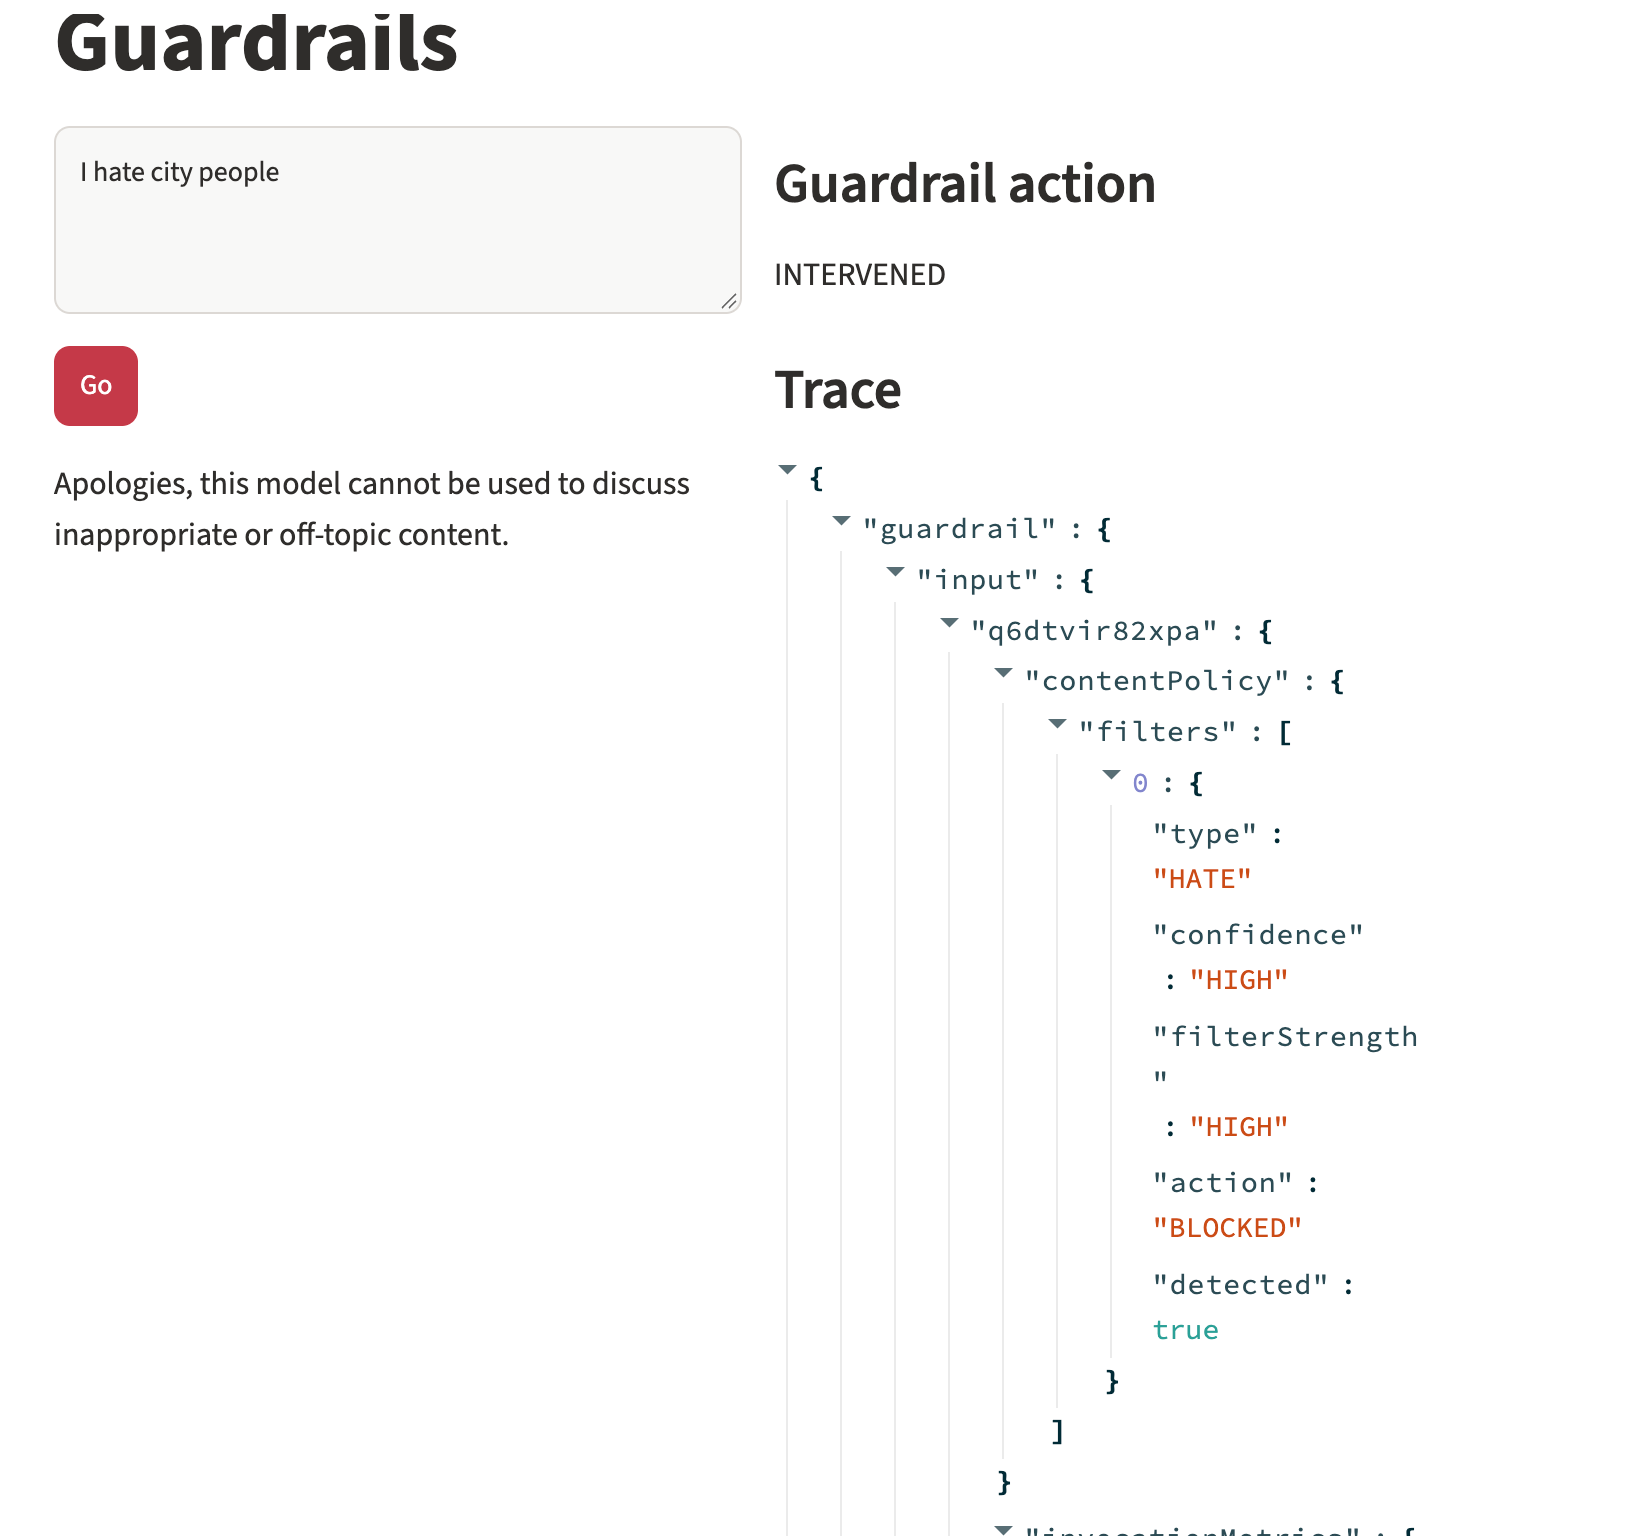 Guardrails
I hate city people
Go
Apologies, this model cannot be used to discuss
inappropriate or off-topic content.
Guardrail action
INTERVENED
Trace
{
"guardrail" : {
"input" : {
"q6dtvir82xpa" : {
"contentPolicy" : {
"filters" : [
0 : {
"type" :
"HATE"
"confidence"
: "HIGH"
"filterStrength
"
: "HIGH"
"action" :
"BLOCKED"
"detected" :
true
}
]
}
"invocationMetrics" : {